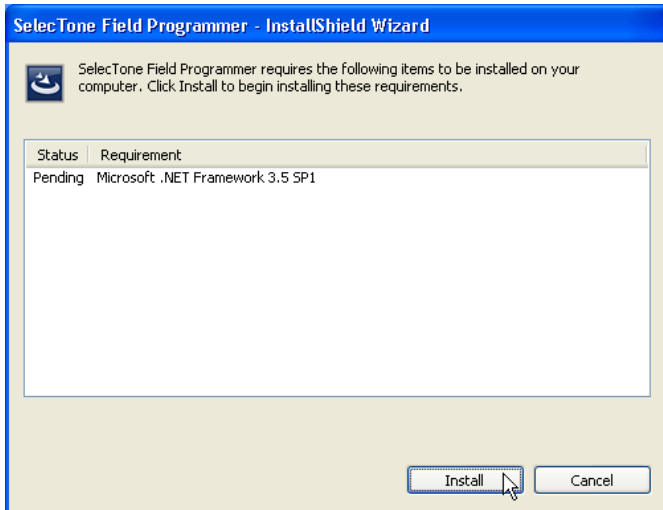 SelecTone Field Programmer - InstallShield Wizard
SelecTone Field Programmer requires the following items to be installed on your
computer. Click Install to begin installing these requirements.
Status Requirement
Pending Microsoft .NET Framework 3.5 SP1
Install Cancel